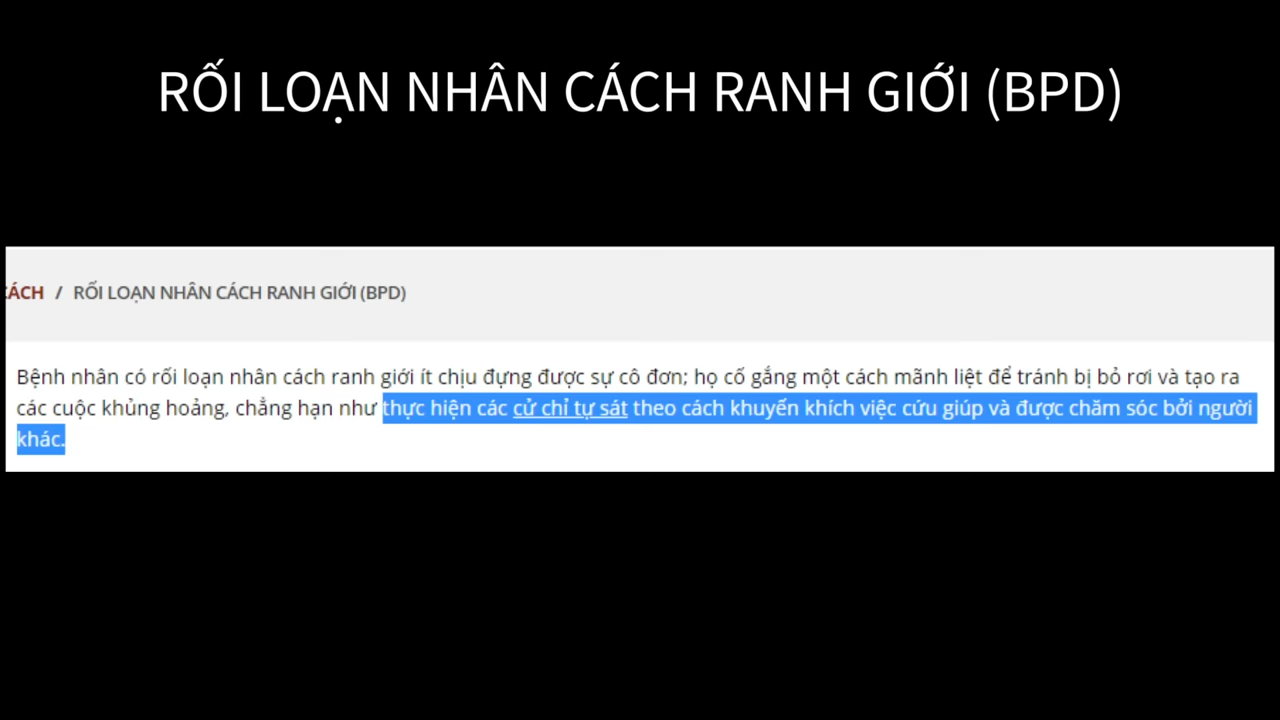 RỐI LOẠN NHÂN CÁCH RANH GIỚI (BPD)
CÁCH / RỐI LOẠN NHÂN CÁCH RANH GIỚI (BPD)
Bệnh nhân có rối loạn nhân cách ranh giới ít chịu đựng được sự cô đơn; họ cố gắng một cách mãnh liệt để tránh bị bỏ rơi và tạo ra
các cuộc khủng hoảng, chẳng hạn như thực hiện các cử chỉ tự sát theo cách khuyến khích việc cứu giúp và được chăm sóc bởi người
khác.